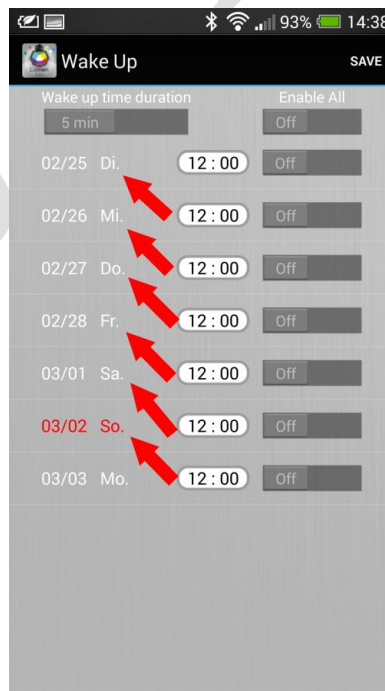 93% 14:38
Wake Up SAVE
Wake up time duration Enable All
5 min Off
02/25 Di. 12:00 Off
02/26 Mi. 12:00 Off
02/27 Do. 12:00 Off
02/28 Fr. 12:00 Off
03/01 Sa. 12:00 Off
03/02 So. 12:00 Off
03/03 Mo. 12:00 Off